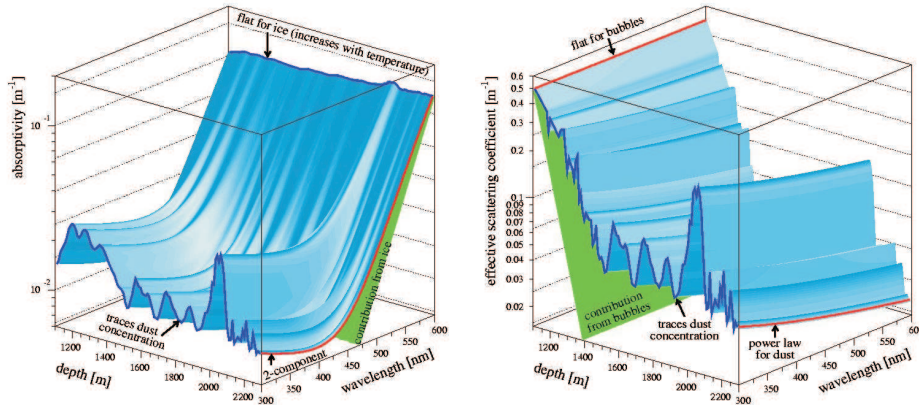 flat for ice (increases with temperature)
absorptivity [m⁻¹]
10⁻¹
10⁻²
traces dust
concentration
2-component
contribution from ice
1200
1400
1600
1800
2000
2200
depth [m]
300
350
400
450
500
550
600
wavelength [nm]
flat for bubbles
effective scattering coefficient [m⁻¹]
0.6
0.5
0.4
0.3
0.2
0.1
0.09
0.08
0.07
0.06
0.05
0.04
0.03
0.02
contribution
from bubbles
traces dust
concentration
power law
for dust
1200
1400
1600
1800
2000
2200
depth [m]
300
350
400
450
500
550
wavelength [nm]